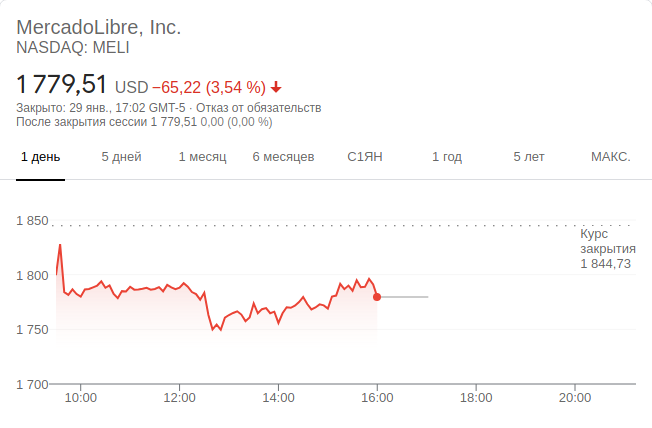 MercadoLibre, Inc.
NASDAQ: MELI
1 779,51 USD −65,22 (3,54 %)
Закрыто: 29 янв., 17:02 GMT-5 · Отказ от обязательств
После закрытия сессии 1 779,51 0,00 (0,00 %)
1 день 5 дней 1 месяц 6 месяцев С1ЯН 1 год 5 лет МАКС.
1 850
Курс
закрытия
1 844,73
1 800
1 750
1 700
10:00 12:00 14:00 16:00 18:00 20:00